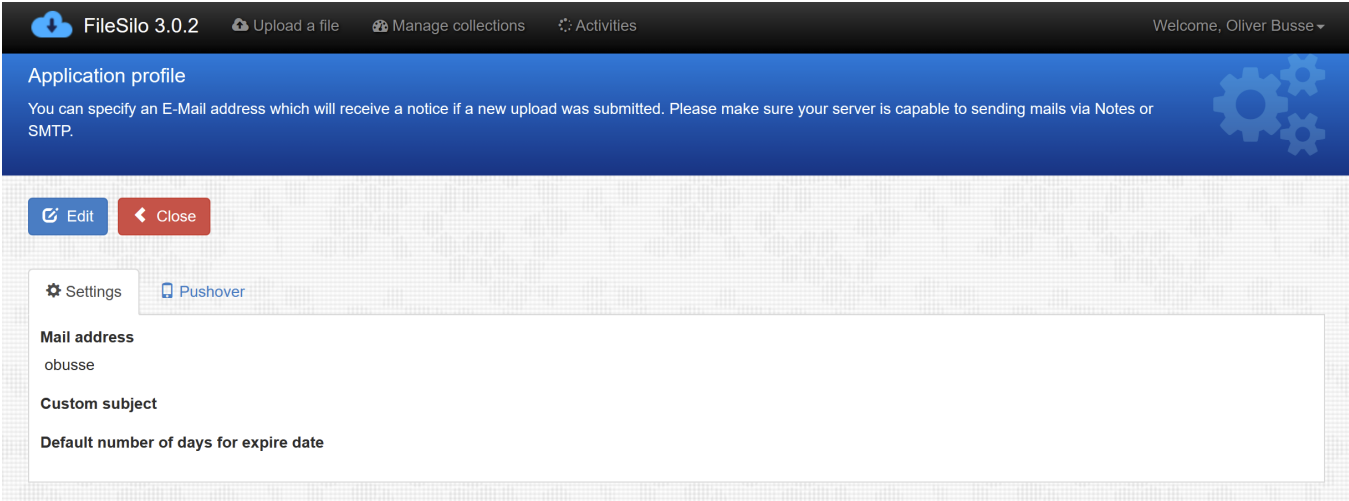 FileSilo 3.0.2 Upload a file Manage collections Activities Welcome, Oliver Busse
Application profile
You can specify an E-Mail address which will receive a notice if a new upload was submitted. Please make sure your server is capable to sending mails via Notes or
SMTP.
Edit Close
Settings Pushover
Mail address
obusse
Custom subject
Default number of days for expire date